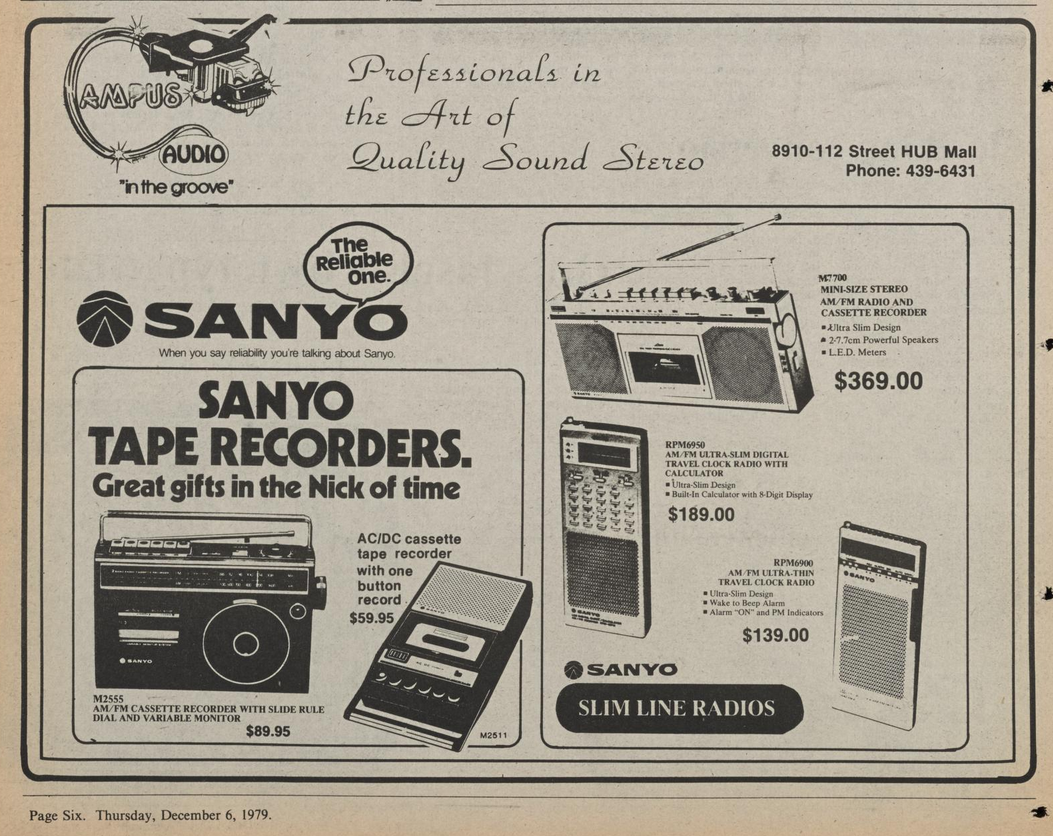 AMPUS
AUDIO
"in the groove"
Professionals in
the Art of
Quality Sound Stereo
8910-112 Street HUB Mall
Phone: 439-6431
The
Reliable
One.
SANYO
When you say reliability you're talking about Sanyo.
SANYO
TAPE RECORDERS.
Great gifts in the Nick of time
AC/DC cassette
tape recorder
with one
button
record
$59.95
SANYO
M2555
AM/FM CASSETTE RECORDER WITH SLIDE RULE
DIAL AND VARIABLE MONITOR
$89.95
M2511
M7700
MINI-SIZE STEREO
AM/FM RADIO AND
CASSETTE RECORDER
▪ Ultra Slim Design
▪ 2-7.7cm Powerful Speakers
▪ L.E.D. Meters
$369.00
SANYO
RPM6950
AM/FM ULTRA-SLIM DIGITAL
TRAVEL CLOCK RADIO WITH
CALCULATOR
▪ Ultra-Slim Design
▪ Built-In Calculator with 8-Digit Display
$189.00
SANYO
RPM6900
AM/FM ULTRA-THIN
TRAVEL CLOCK RADIO
▪ Ultra-Slim Design
▪ Wake to Beep Alarm
▪ Alarm "ON" and PM Indicators
$139.00
SANYO
SANYO
SLIM LINE RADIOS
Page Six. Thursday, December 6, 1979.